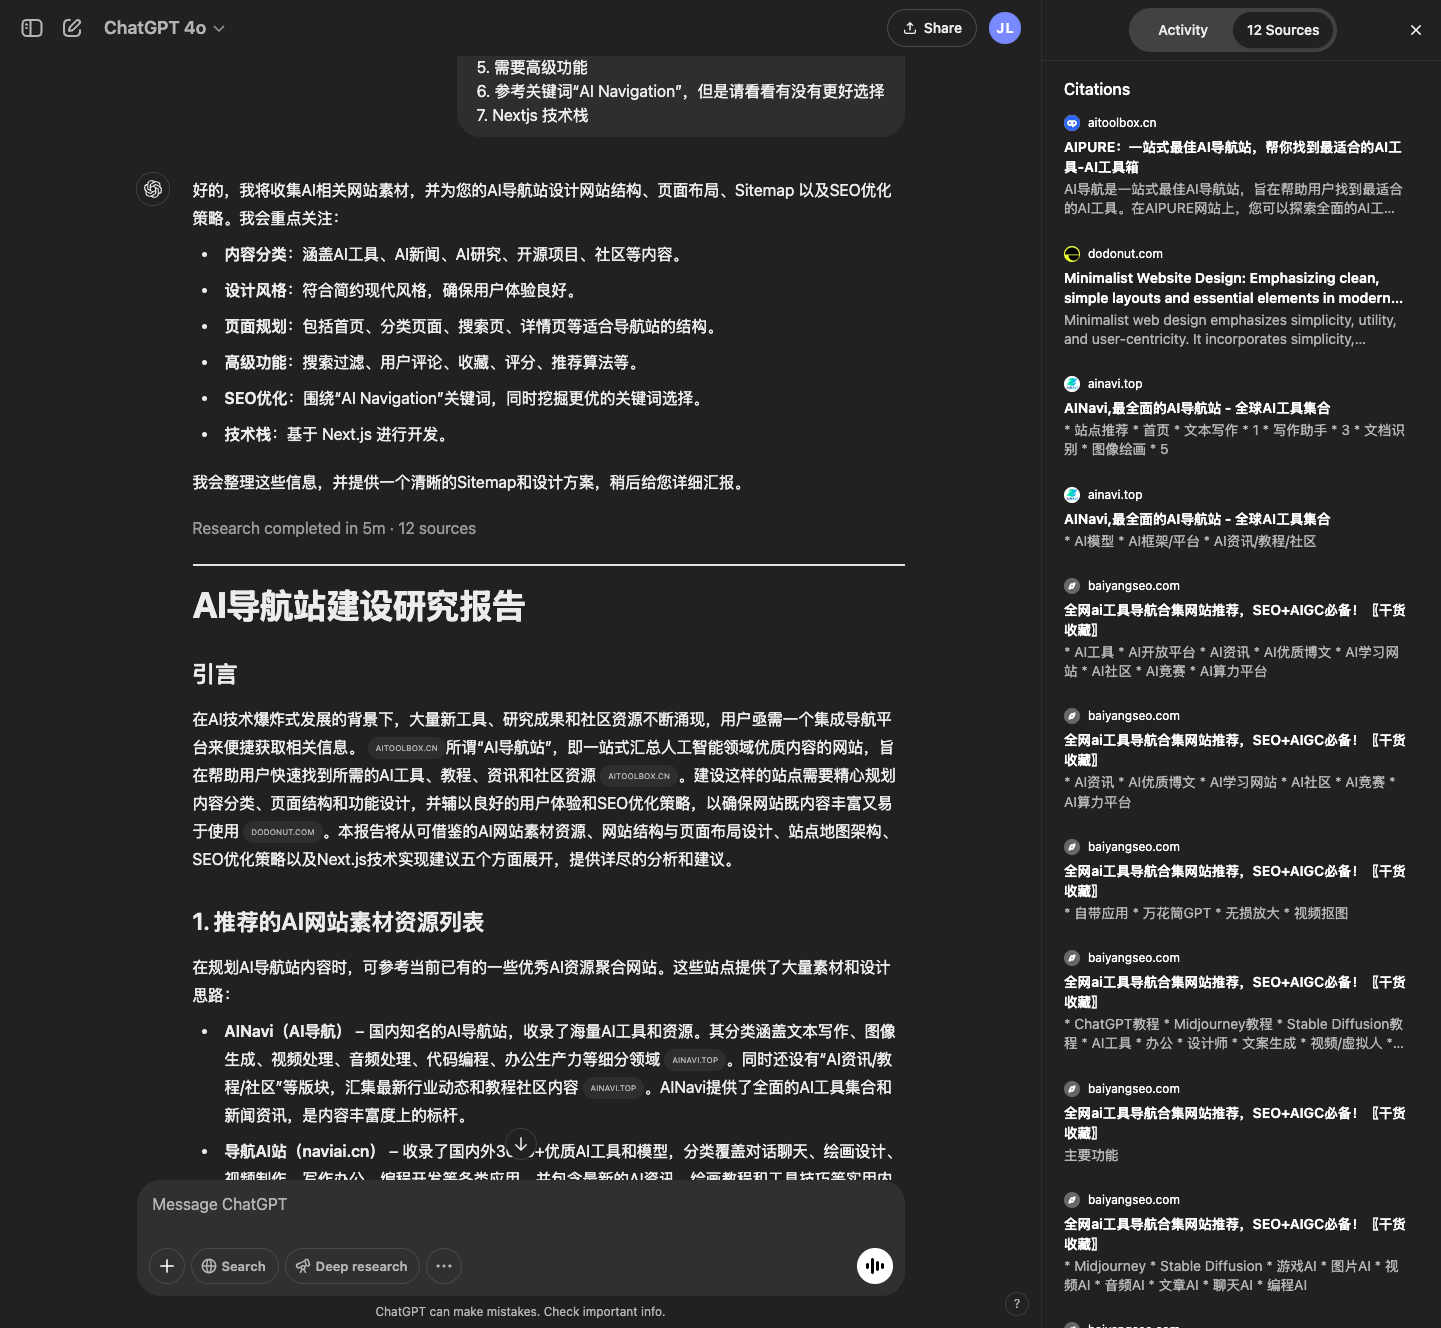 ChatGPT 4o
Share
JL
5. 需要高级功能
6. 参考关键词“AI Navigation”，但是请看看有没有更好选择
7. Nextjs 技术栈
好的，我将收集AI相关网站素材，并为您的AI导航站设计网站结构、页面布局、Sitemap 以及SEO优化
策略。我会重点关注：
• 内容分类：涵盖AI工具、AI新闻、AI研究、开源项目、社区等内容。
• 设计风格：符合简约现代风格，确保用户体验良好。
• 页面规划：包括首页、分类页面、搜索页、详情页等适合导航站的结构。
• 高级功能：搜索过滤、用户评论、收藏、评分、推荐算法等。
• SEO优化：围绕“AI Navigation”关键词，同时挖掘更优的关键词选择。
• 技术栈：基于 Next.js 进行开发。
我会整理这些信息，并提供一个清晰的Sitemap和设计方案，稍后给您详细汇报。
Research completed in 5m · 12 sources
AI导航站建设研究报告
引言
在AI技术爆炸式发展的背景下，大量新工具、研究成果和社区资源不断涌现，用户亟需一个集成导航平
台来便捷获取相关信息。 AITOOLBOX.CN 所谓“AI导航站”，即一站式汇总人工智能领域优质内容的网站，旨
在帮助用户快速找到所需的AI工具、教程、资讯和社区资源 AITOOLBOX.CN 。建设这样的站点需要精心规划
内容分类、页面结构和功能设计，并辅以良好的用户体验和SEO优化策略，以确保网站既内容丰富又易
于使用 DODONUT.COM 。本报告将从可借鉴的AI网站素材资源、网站结构与页面布局设计、站点地图架构、
SEO优化策略以及Next.js技术实现建议五个方面展开，提供详尽的分析和建议。
1. 推荐的AI网站素材资源列表
在规划AI导航站内容时，可参考当前已有的一些优秀AI资源聚合网站。这些站点提供了大量素材和设计
思路：
• AINavi（AI导航） – 国内知名的AI导航站，收录了海量AI工具和资源。其分类涵盖文本写作、图像
生成、视频处理、音频处理、代码编程、办公生产力等细分领域 AINAVI.TOP 。同时还设有“AI资讯/教
程/社区”等版块，汇集最新行业动态和教程社区内容 AINAVI.TOP 。AINavi提供了全面的AI工具集合和
新闻资讯，是内容丰富度上的标杆。
• 导航AI站（naviai.cn） – 收录了国内外3 +优质AI工具和模型，分类覆盖对话聊天、绘画设计、
视频制作、写作办公、编程开发等各类应用，并包含最新的AI资讯、绘画教程和工具技巧等实用内
Message ChatGPT
Search
Deep research
ChatGPT can make mistakes. Check important info.
?
Activity
12 Sources
Citations
aitoolbox.cn
AIPURE：一站式最佳AI导航站，帮你找到最适合的AI工
具-AI工具箱
AI导航是一站式最佳AI导航站，旨在帮助用户找到最适合
的AI工具。在AIPURE网站上，您可以探索全面的AI工...
dodonut.com
Minimalist Website Design: Emphasizing clean,
simple layouts and essential elements in modern...
Minimalist web design emphasizes simplicity, utility,
and user-centricity. It incorporates simplicity,...
ainavi.top
AINavi,最全面的AI导航站 - 全球AI工具集合
* 站点推荐 * 首页 * 文本写作 * 1 * 写作助手 * 3 * 文档识
别 * 图像绘画 * 5
ainavi.top
AINavi,最全面的AI导航站 - 全球AI工具集合
* AI模型 * AI框架/平台 * AI资讯/教程/社区
baiyangseo.com
全网ai工具导航合集网站推荐，SEO+AIGC必备！〖干货
收藏〗
* AI工具 * AI开放平台 * AI资讯 * AI优质博文 * AI学习网
站 * AI社区 * AI竞赛 * AI算力平台
baiyangseo.com
全网ai工具导航合集网站推荐，SEO+AIGC必备！〖干货
收藏〗
* AI资讯 * AI优质博文 * AI学习网站 * AI社区 * AI竞赛 *
AI算力平台
baiyangseo.com
全网ai工具导航合集网站推荐，SEO+AIGC必备！〖干货
收藏〗
* 自带应用 * 万花筒GPT * 无损放大 * 视频抠图
baiyangseo.com
全网ai工具导航合集网站推荐，SEO+AIGC必备！〖干货
收藏〗
* ChatGPT教程 * Midjourney教程 * Stable Diffusion教
程 * AI工具 * 办公 * 设计师 * 文案生成 * 视频/虚拟人 *...
baiyangseo.com
全网ai工具导航合集网站推荐，SEO+AIGC必备！〖干货
收藏〗
主要功能
baiyangseo.com
全网ai工具导航合集网站推荐，SEO+AIGC必备！〖干货
收藏〗
* Midjourney * Stable Diffusion * 游戏AI * 图片AI * 视
频AI * 音频AI * 文章AI * 聊天AI * 编程AI
baiyangseo.com